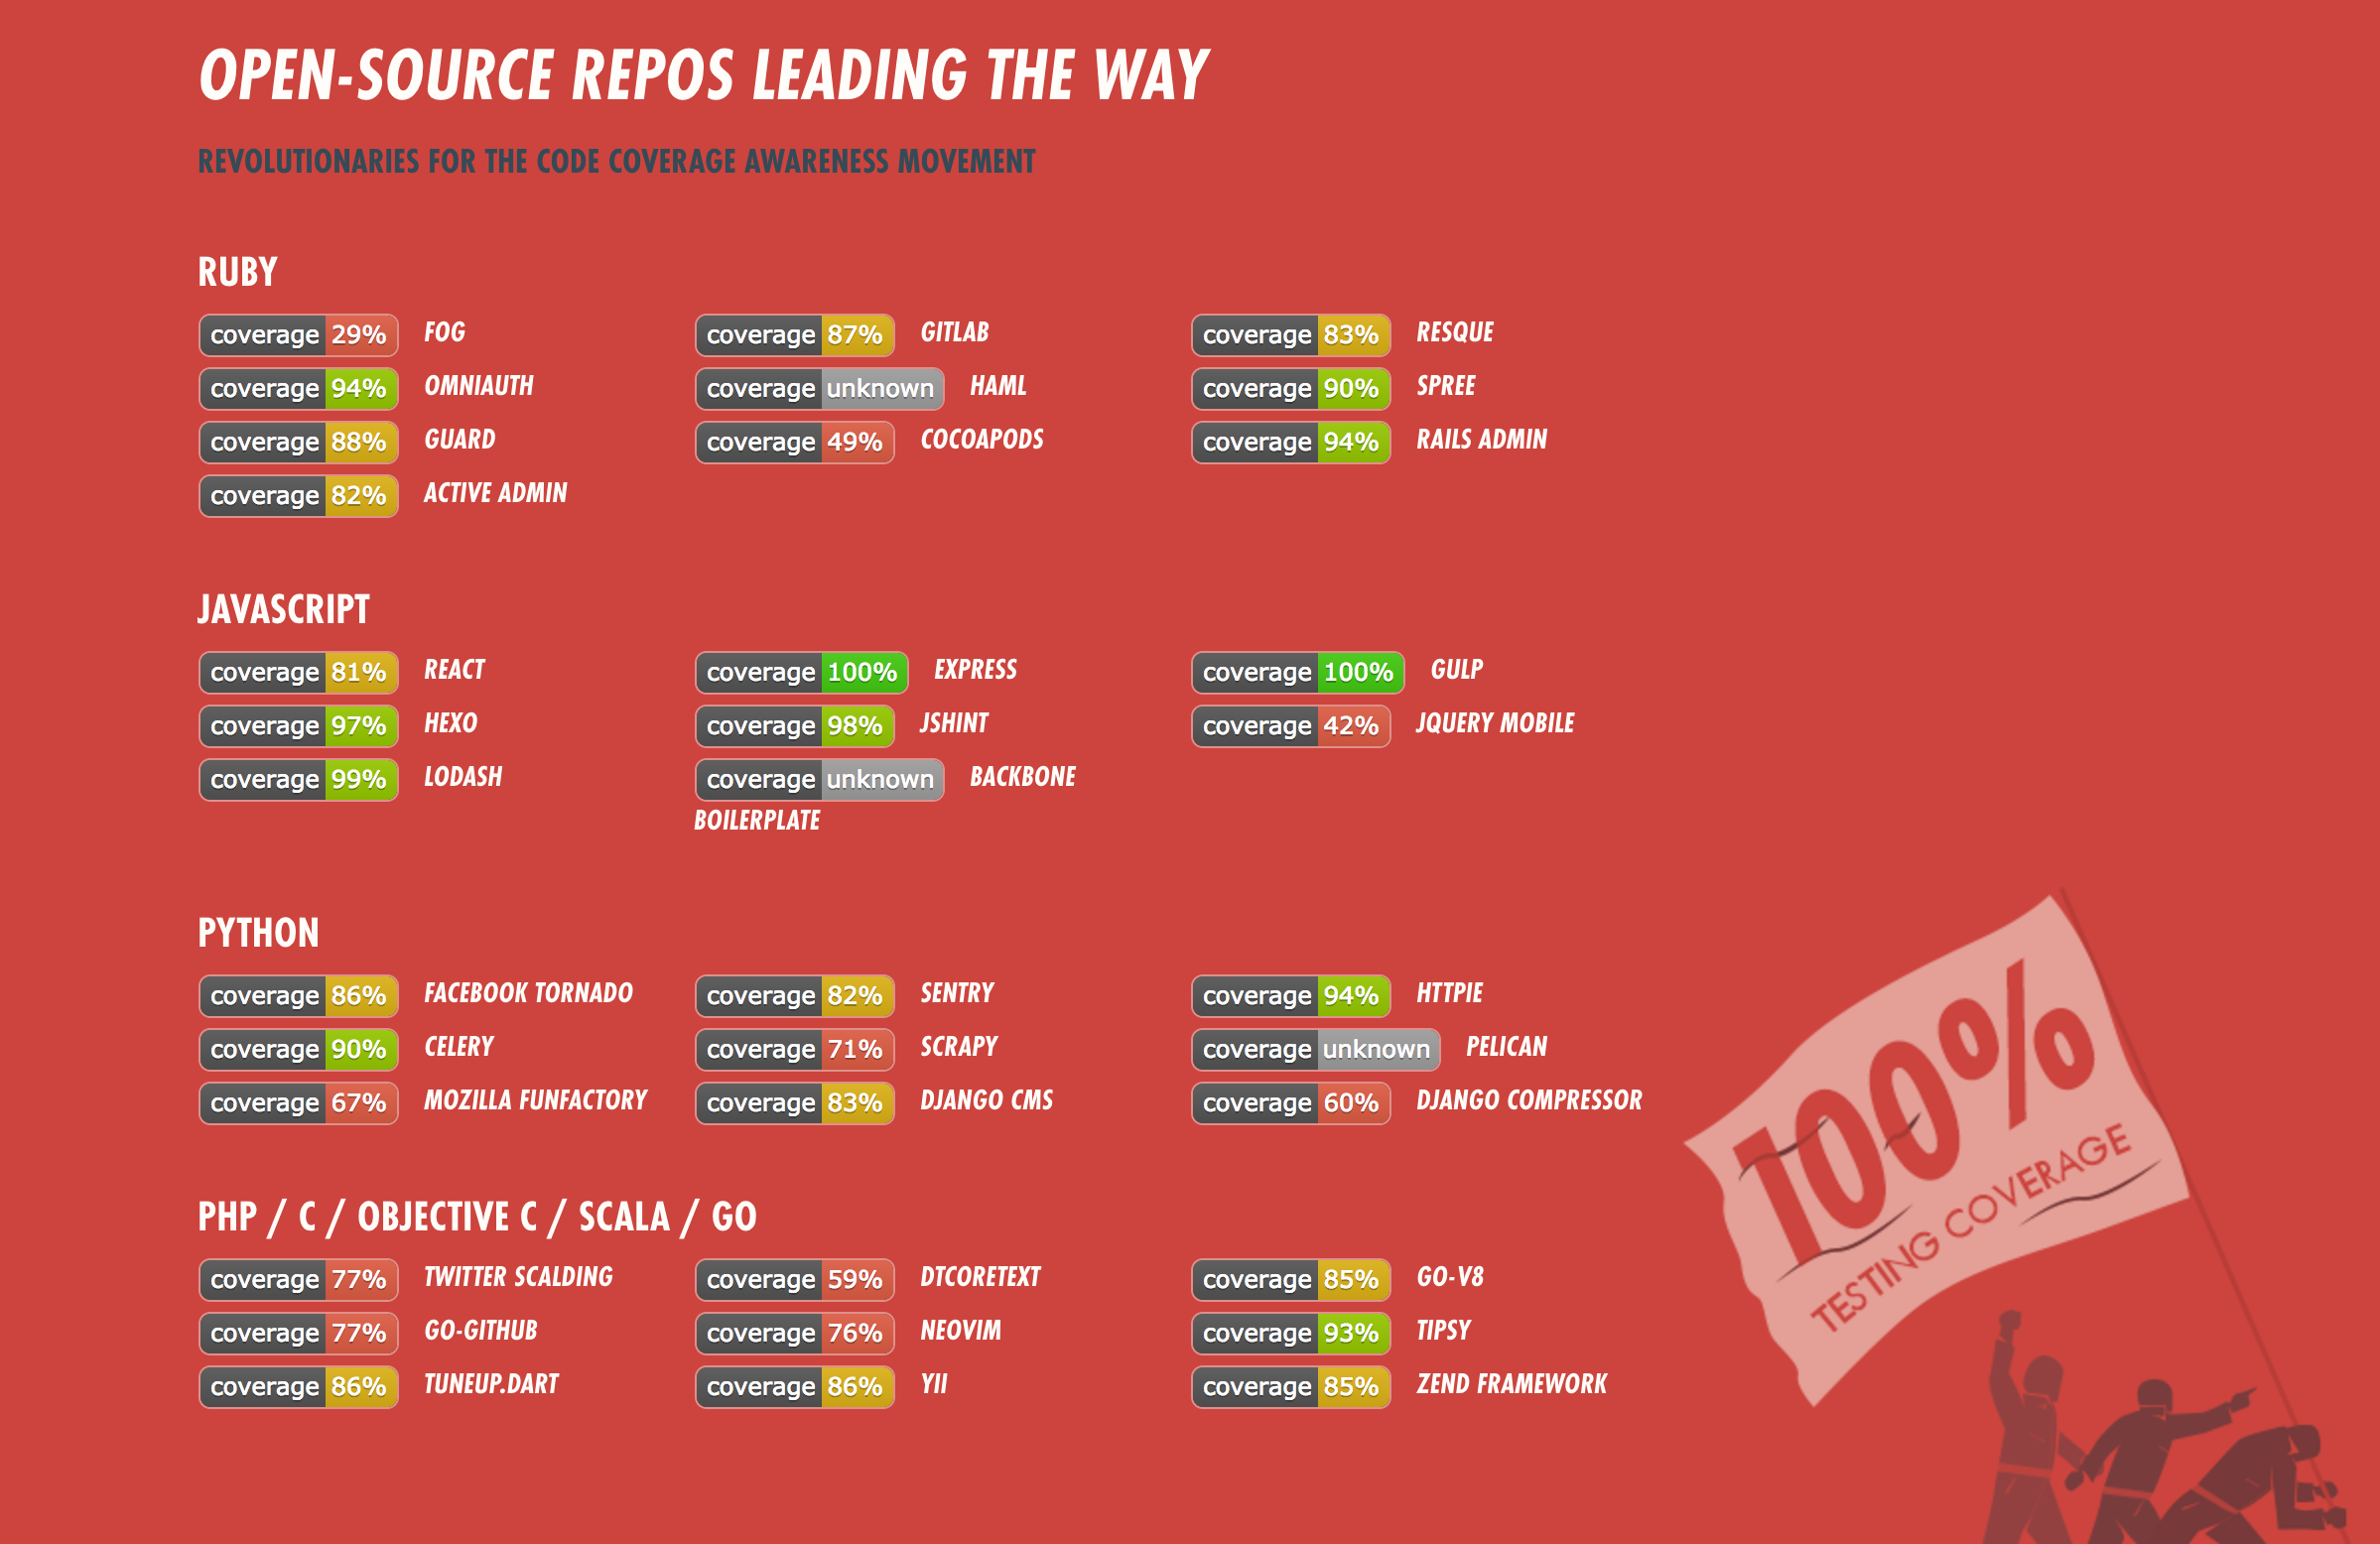 OPEN-SOURCE REPOS LEADING THE WAY
REVOLUTIONARIES FOR THE CODE COVERAGE AWARENESS MOVEMENT
RUBY
coverage 29% FOG
coverage 87% GITLAB
coverage 83% RESQUE
coverage 94% OMNIAUTH
coverage unknown HAML
coverage 90% SPREE
coverage 88% GUARD
coverage 49% COCOAPODS
coverage 94% RAILS ADMIN
coverage 82% ACTIVE ADMIN
JAVASCRIPT
coverage 81% REACT
coverage 100% EXPRESS
coverage 100% GULP
coverage 97% HEXO
coverage 98% JSHINT
coverage 42% JQUERY MOBILE
coverage 99% LODASH
coverage unknown BACKBONE
BOILERPLATE
PYTHON
coverage 86% FACEBOOK TORNADO
coverage 82% SENTRY
coverage 94% HTTPIE
coverage 90% CELERY
coverage 71% SCRAPY
coverage unknown PELICAN
coverage 67% MOZILLA FUNFACTORY
coverage 83% DJANGO CMS
coverage 60% DJANGO COMPRESSOR
PHP / C / OBJECTIVE C / SCALA / GO
coverage 77% TWITTER SCALDING
coverage 59% DTCORETEXT
coverage 85% GO-V8
coverage 77% GO-GITHUB
coverage 76% NEOVIM
coverage 93% TIPSY
coverage 86% TUNEUP.DART
coverage 86% YII
coverage 85% ZEND FRAMEWORK
100%
TESTING COVERAGE